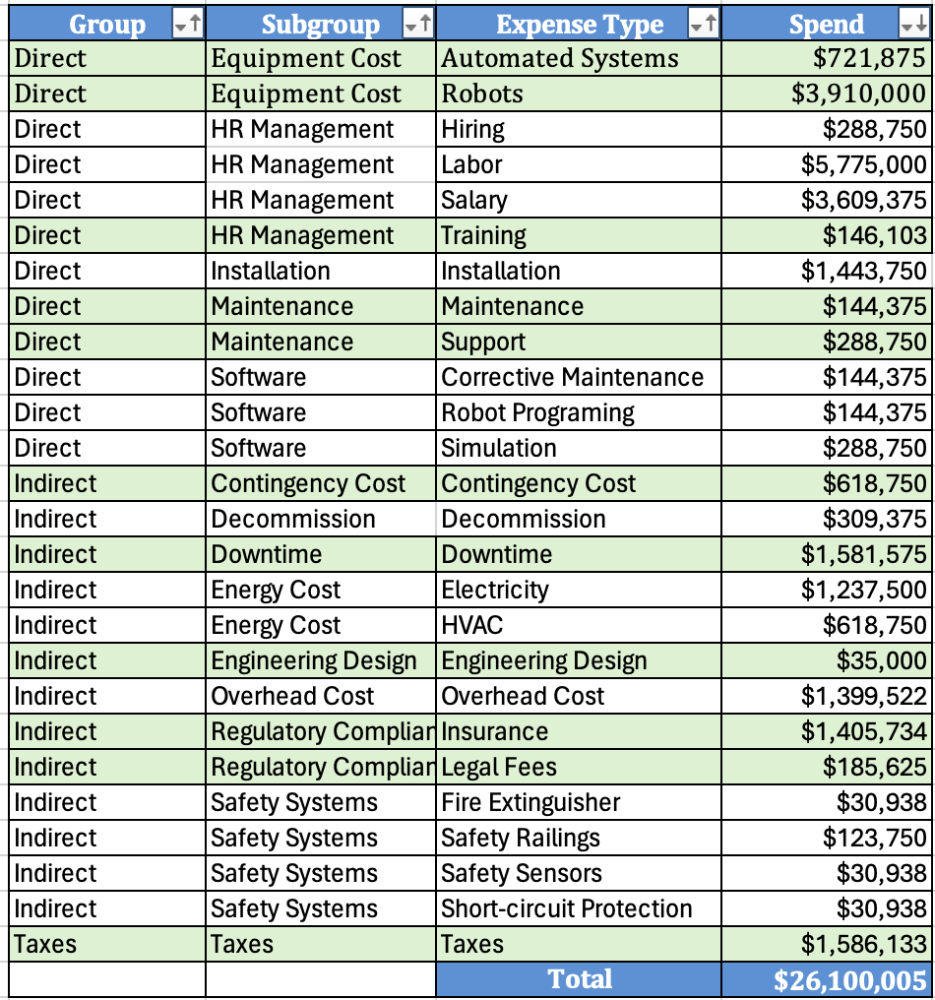 Group Subgroup Expense Type Spend
Direct Equipment Cost Automated Systems $721,875
Direct Equipment Cost Robots $3,910,000
Direct HR Management Hiring $288,750
Direct HR Management Labor $5,775,000
Direct HR Management Salary $3,609,375
Direct HR Management Training $146,103
Direct Installation Installation $1,443,750
Direct Maintenance Maintenance $144,375
Direct Maintenance Support $288,750
Direct Software Corrective Maintenance $144,375
Direct Software Robot Programing $144,375
Direct Software Simulation $288,750
Indirect Contingency Cost Contingency Cost $618,750
Indirect Decommission Decommission $309,375
Indirect Downtime Downtime $1,581,575
Indirect Energy Cost Electricity $1,237,500
Indirect Energy Cost HVAC $618,750
Indirect Engineering Design Engineering Design $35,000
Indirect Overhead Cost Overhead Cost $1,399,522
Indirect Regulatory Complian Insurance $1,405,734
Indirect Regulatory Complian Legal Fees $185,625
Indirect Safety Systems Fire Extinguisher $30,938
Indirect Safety Systems Safety Railings $123,750
Indirect Safety Systems Safety Sensors $30,938
Indirect Safety Systems Short-circuit Protection $30,938
Taxes Taxes Taxes $1,586,133
Total $26,100,005